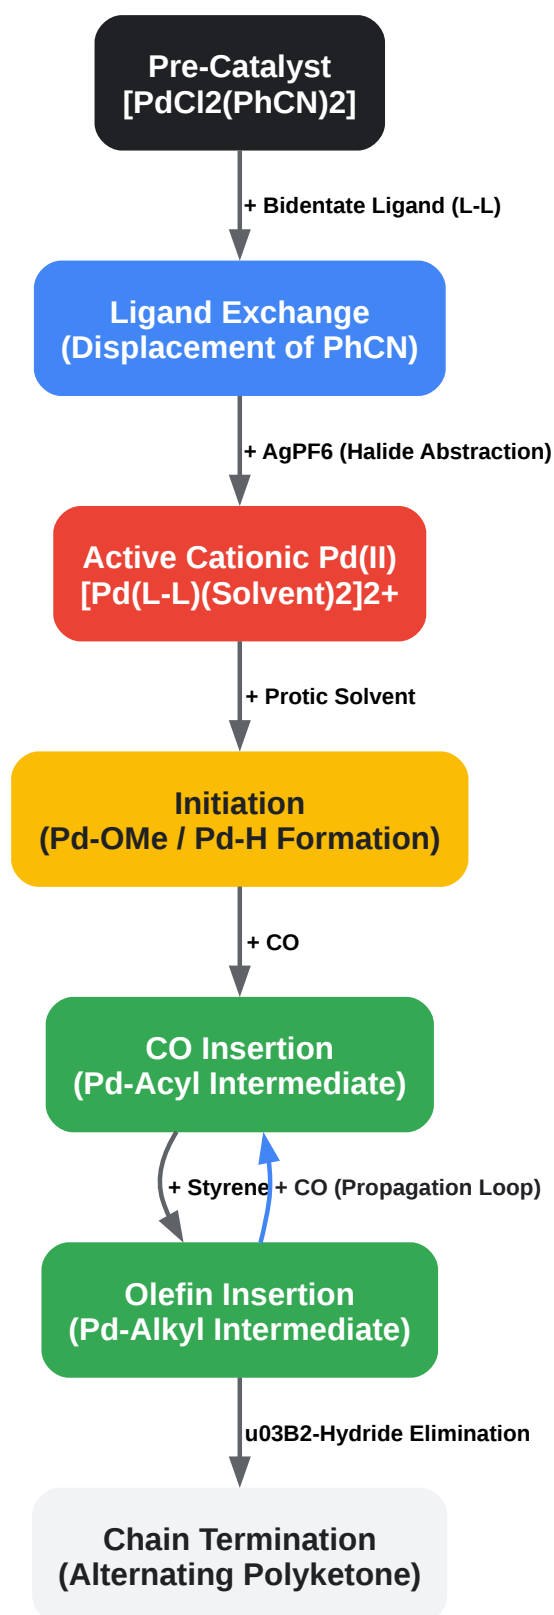 Pre-Catalyst
[PdCl2(PhCN)2]
+ Bidentate Ligand (L-L)
Ligand Exchange
(Displacement of PhCN)
+ AgPF6 (Halide Abstraction)
Active Cationic Pd(II)
[Pd(L-L)(Solvent)2]2+
+ Protic Solvent
Initiation
(Pd-OMe / Pd-H Formation)
+ CO
CO Insertion
(Pd-Acyl Intermediate)
+ Styrene
+ CO (Propagation Loop)
Olefin Insertion
(Pd-Alkyl Intermediate)
u03B2-Hydride Elimination
Chain Termination
(Alternating Polyketone)